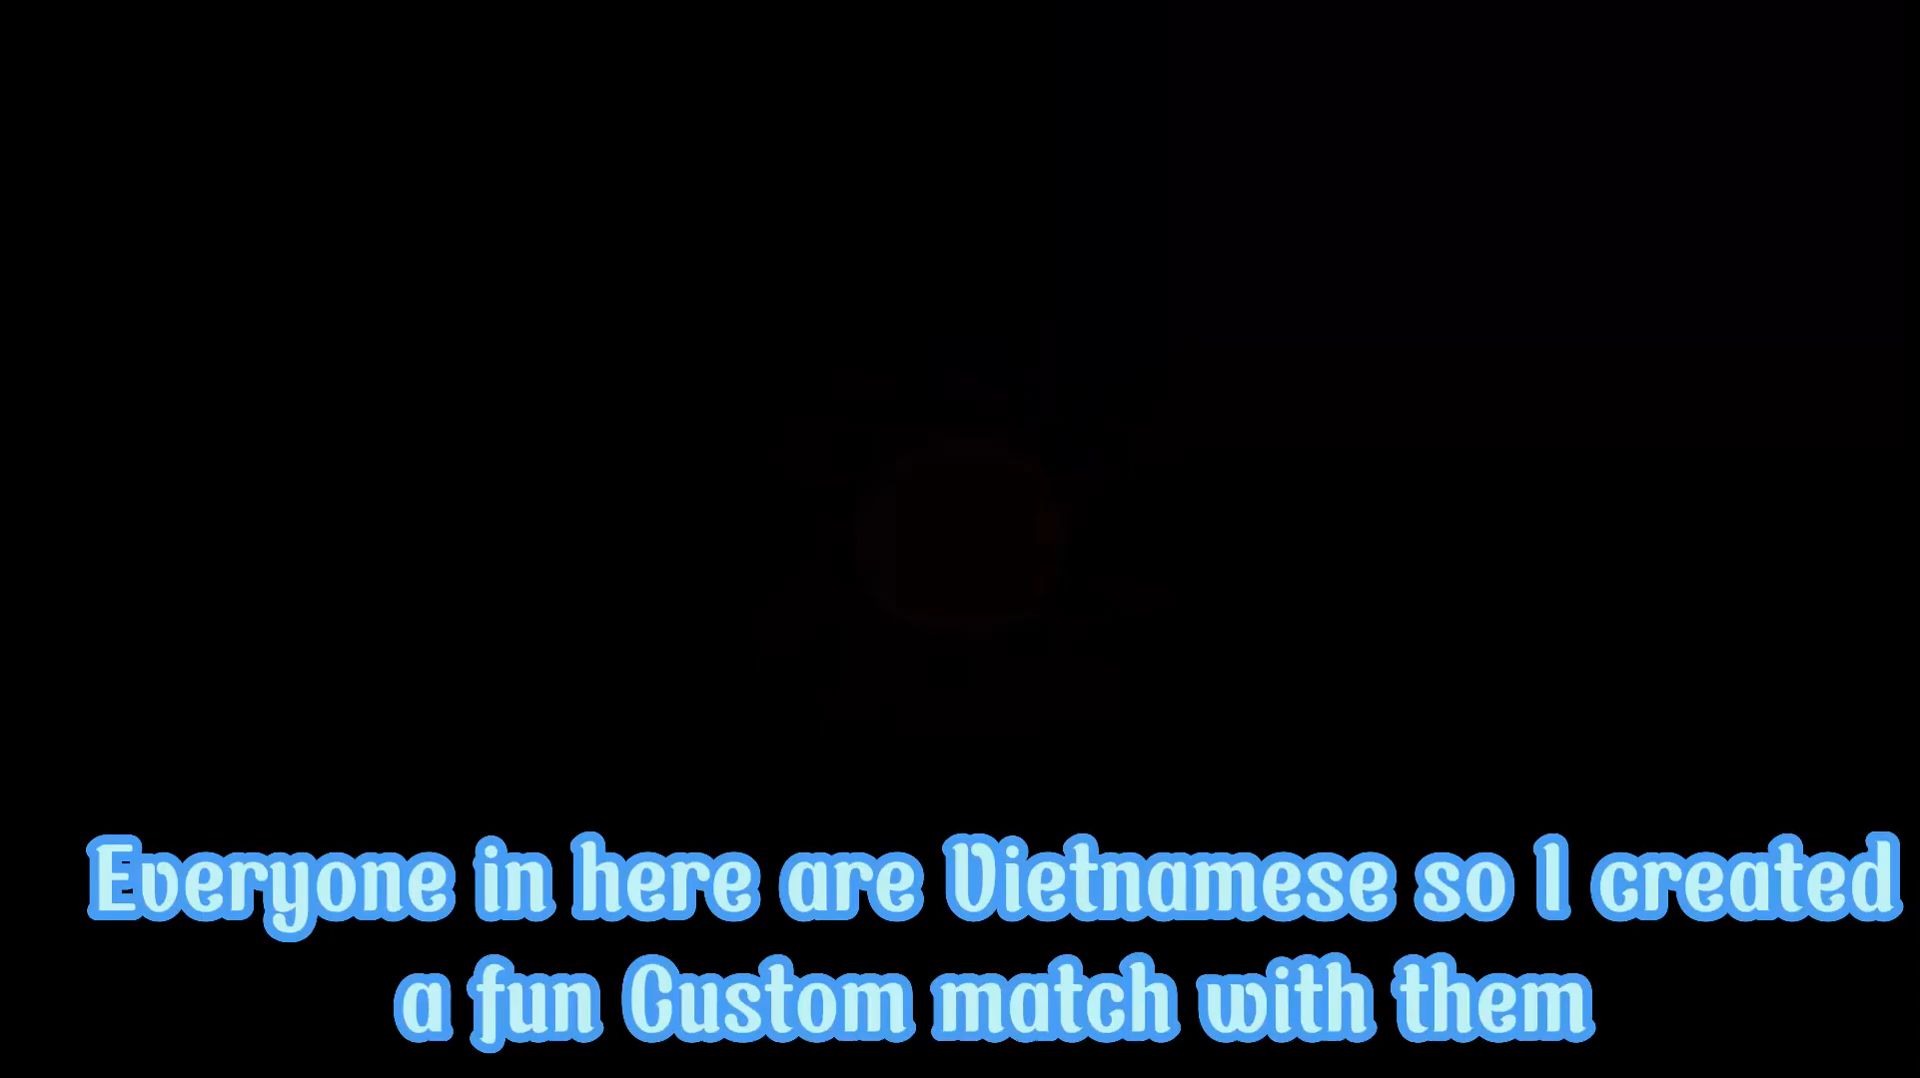 Everyone in here are Vietnamese so I created
a fun Custom match with them